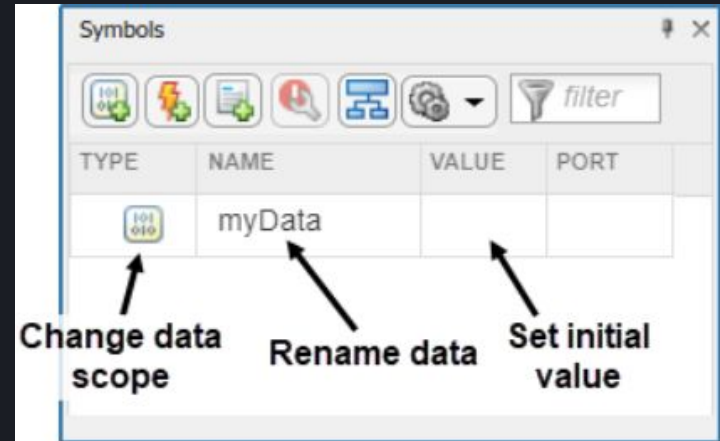 Symbols
filter
TYPE NAME VALUE PORT
myData
Change data
scope
Rename data
Set initial
value